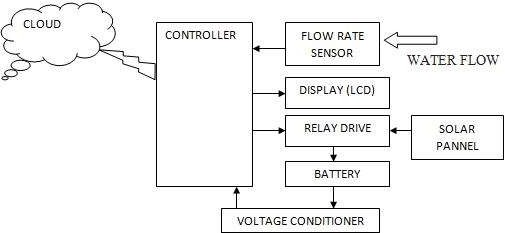 CLOUD
CONTROLLER
FLOW RATE
SENSOR
WATER FLOW
DISPLAY (LCD)
RELAY DRIVE
SOLAR
PANNEL
BATTERY
VOLTAGE CONDITIONER